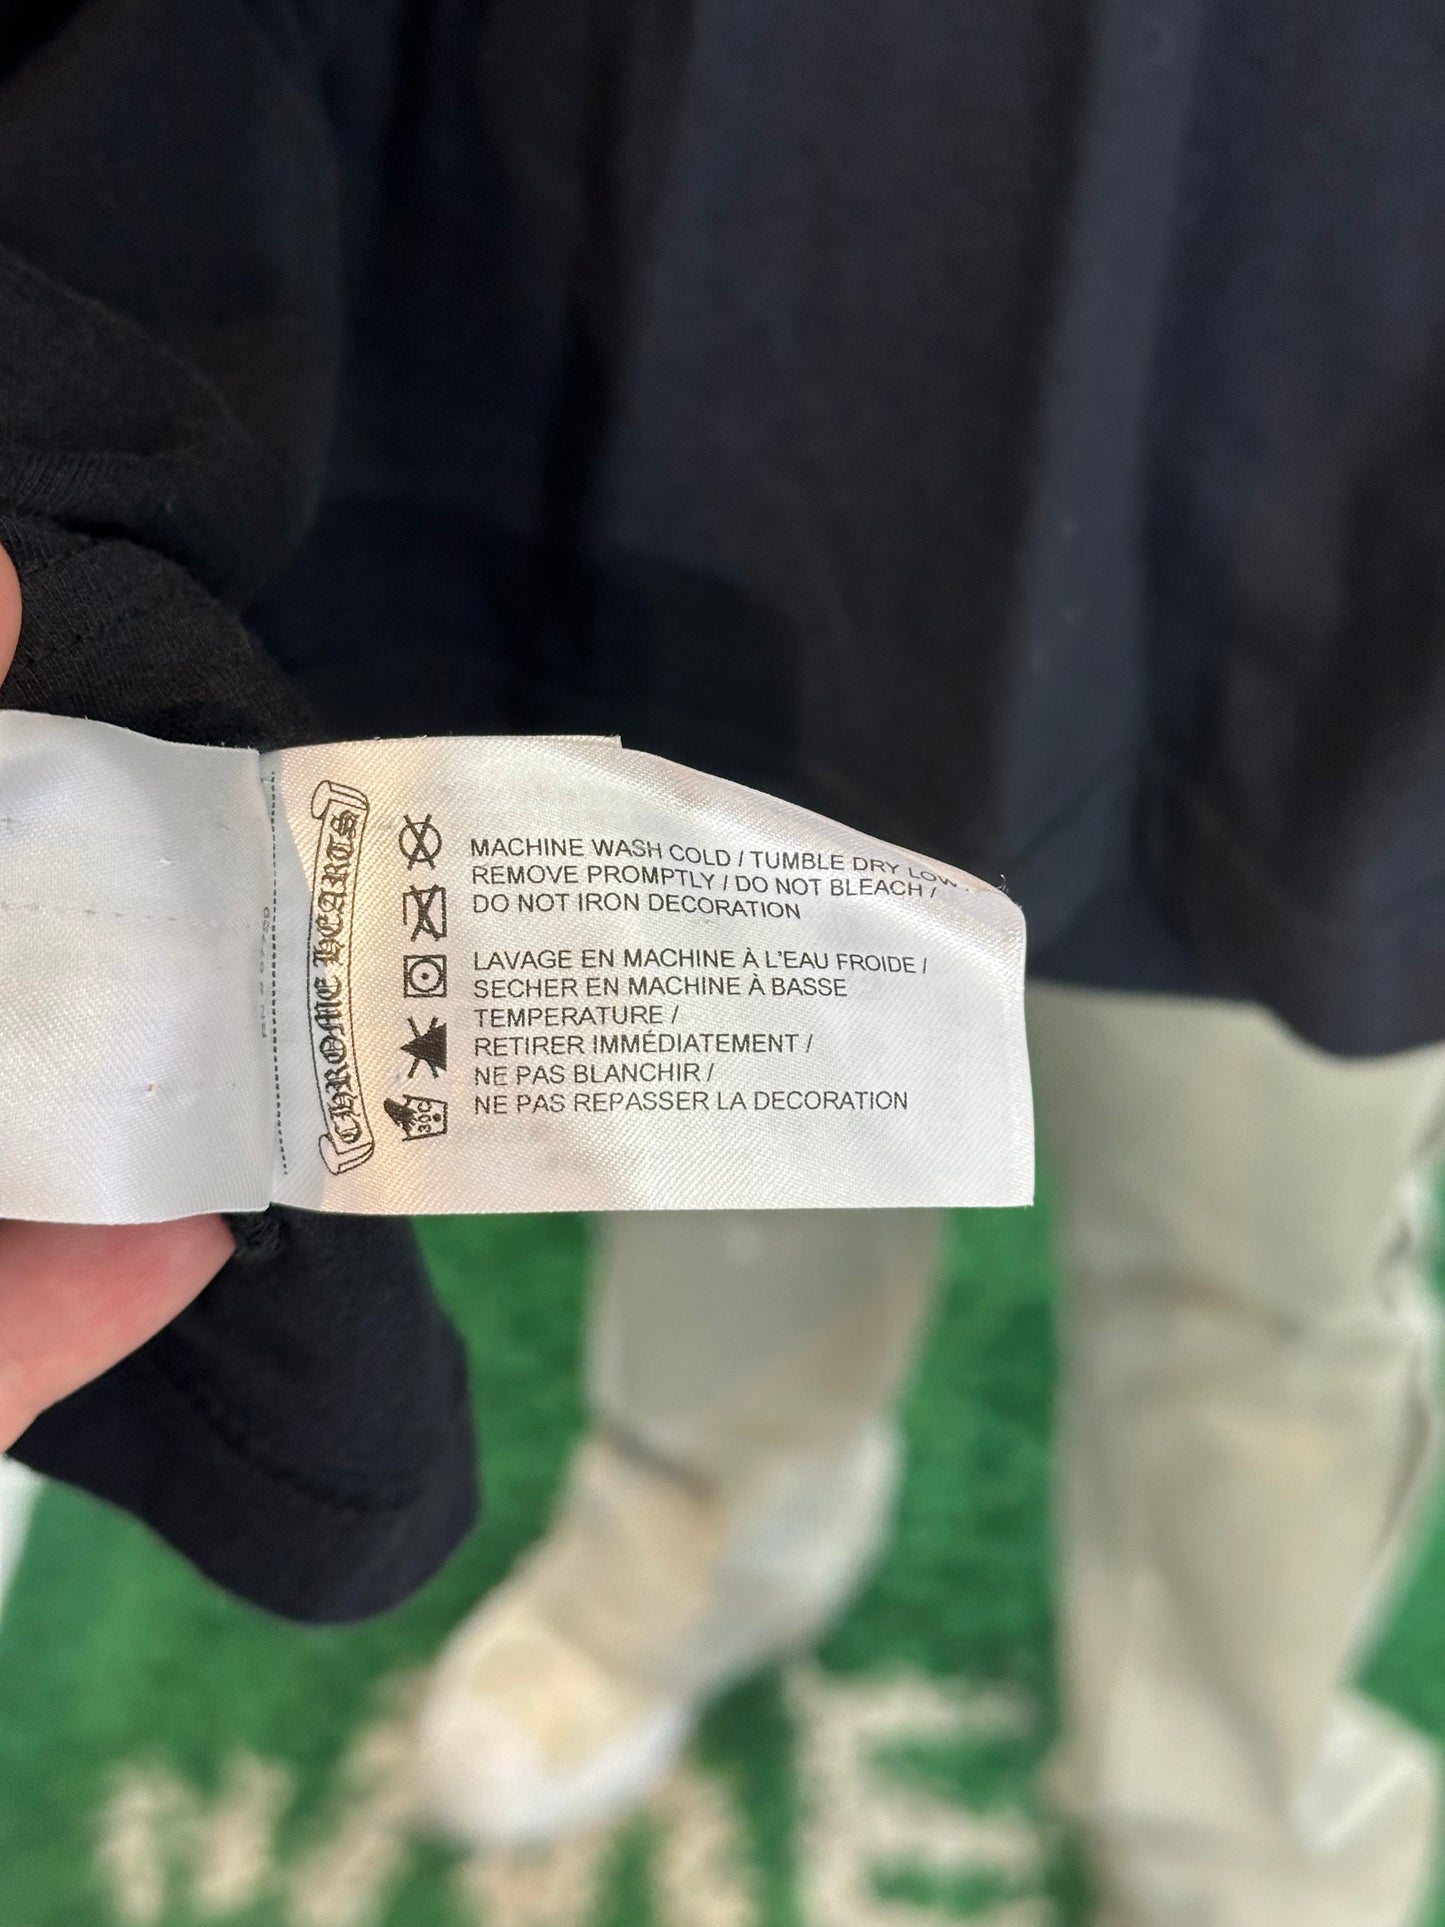 CHROME HEARTS
MACHINE WASH COLD / TUMBLE DRY LOW
REMOVE PROMPTLY / DO NOT BLEACH /
DO NOT IRON DECORATION
LAVAGE EN MACHINE À L'EAU FROIDE /
SECHER EN MACHINE À BASSE
TEMPERATURE /
RETIRER IMMÉDIATEMENT /
NE PAS BLANCHIR /
NE PAS REPASSER LA DECORATION
30C